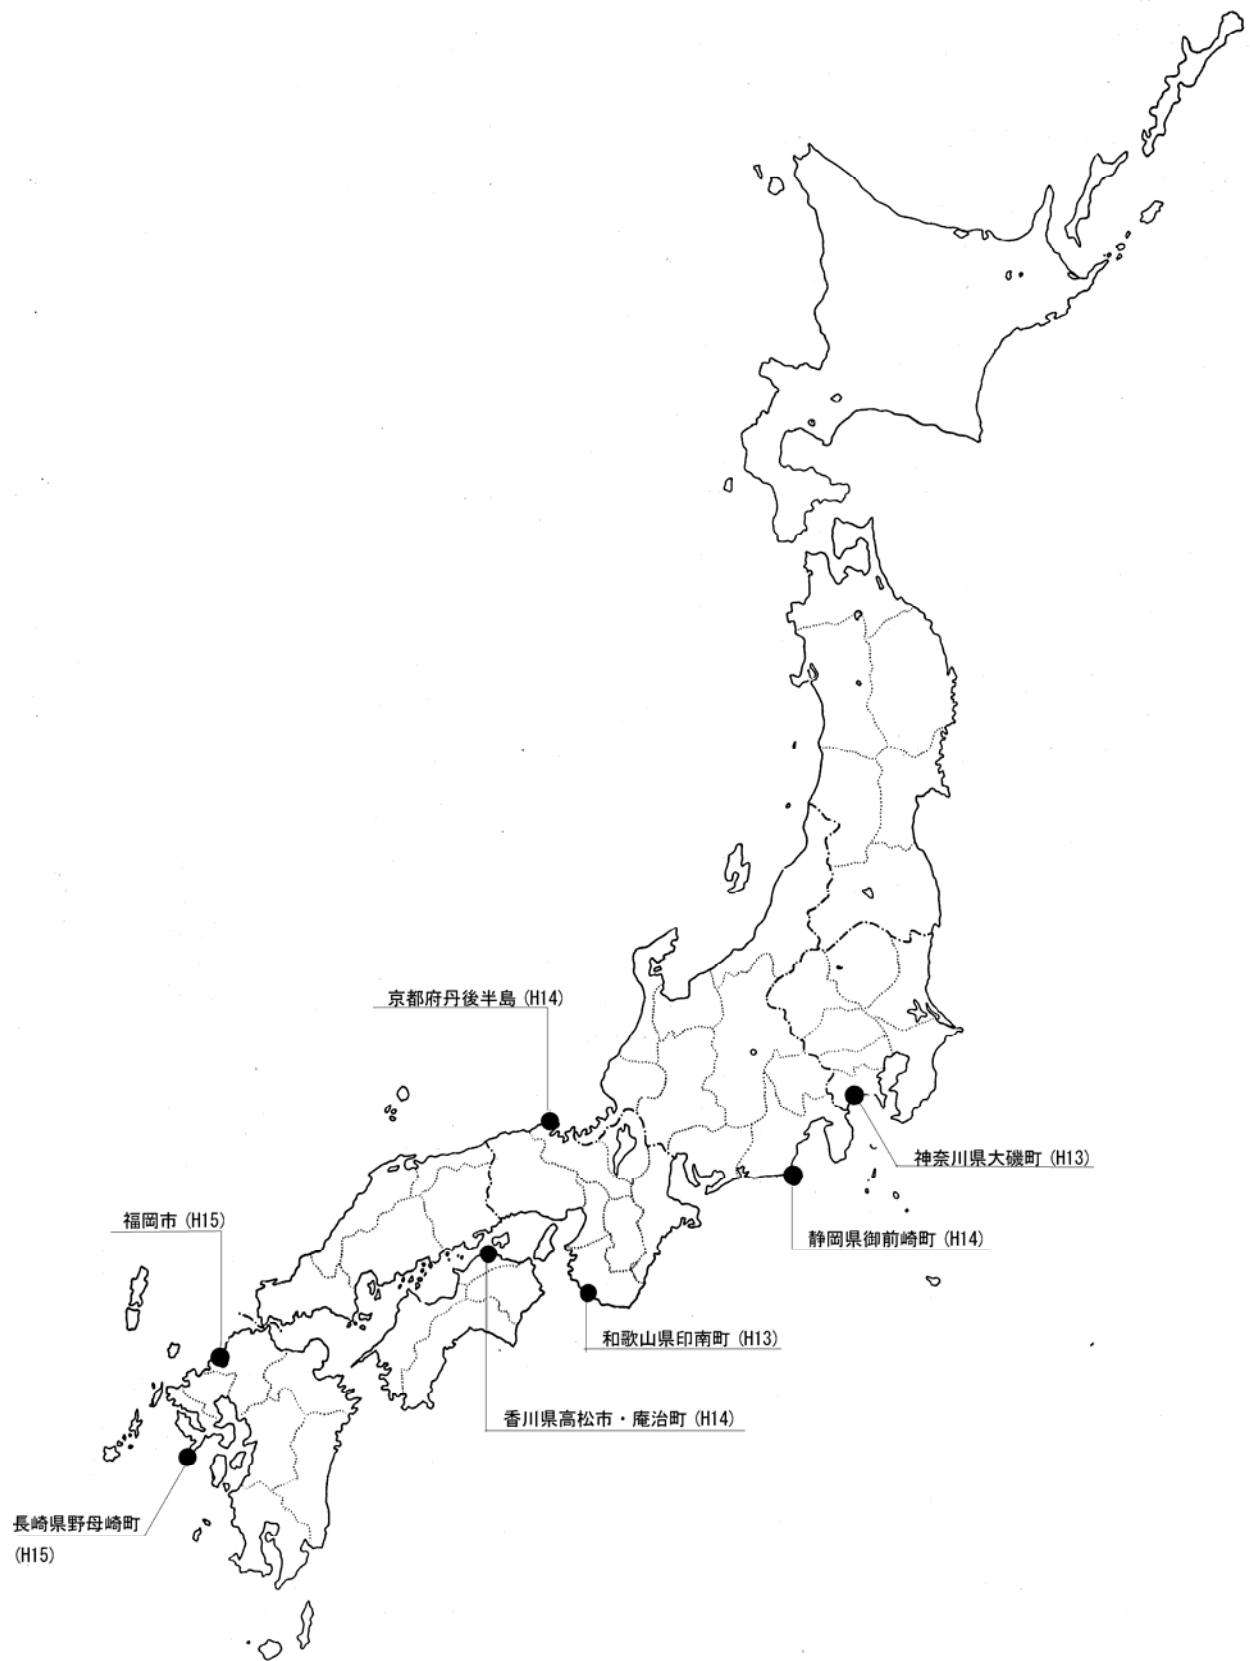 京都府丹後半島 (H14)
神奈川県大磯町 (H13)
福岡市 (H15)
静岡県御前崎町 (H14)
和歌山県印南町 (H13)
香川県高松市・庵治町 (H14)
長崎県野母崎町
(H15)